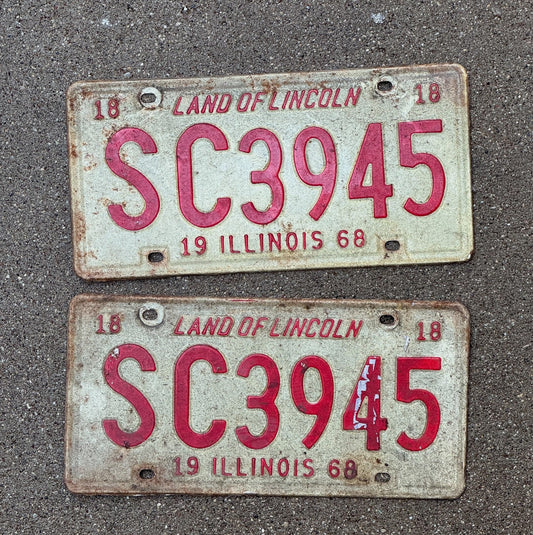 18 LAND OF LINCOLN 18
SC3945
19 ILLINOIS 68
18 LAND OF LINCOLN 18
SC3945
19 ILLINOIS 68